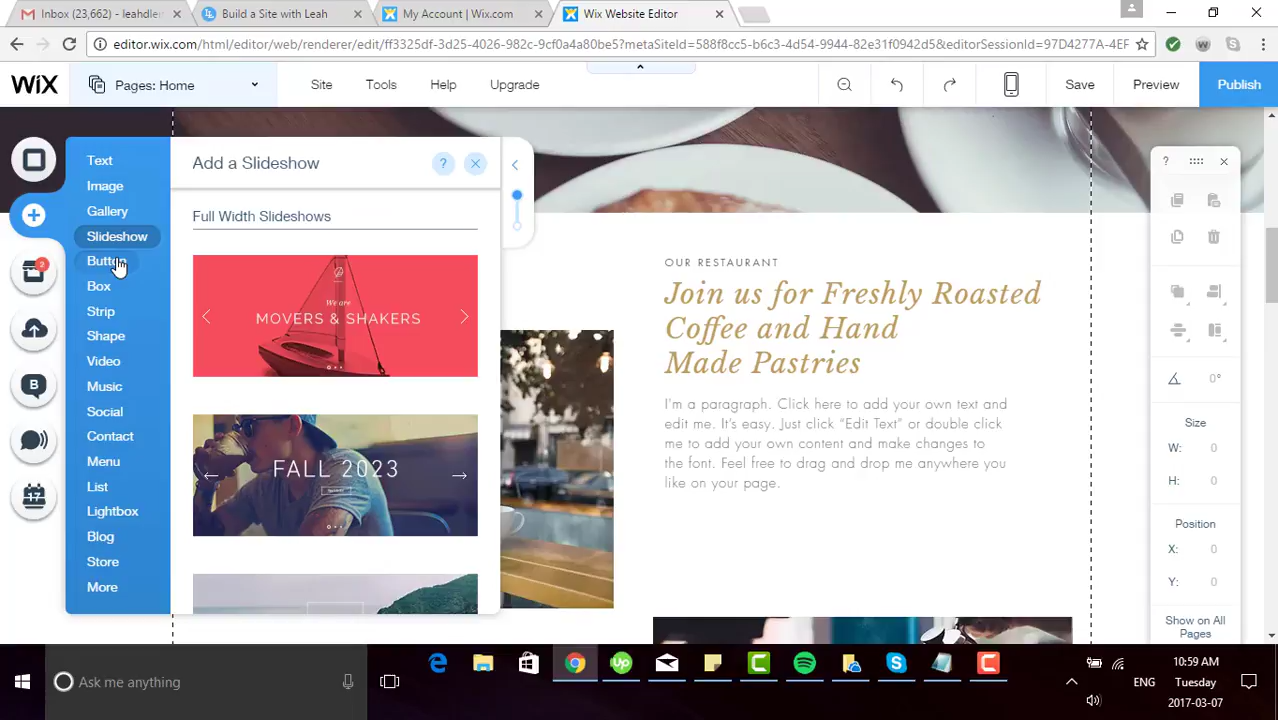 Inbox (23,662) - leahdler
Build a Site with Leah
My Account | Wix.com
Wix Website Editor
editor.wix.com/html/editor/web/renderer/edit/ff3325df-3d25-4026-982c-9cf0a4a80be5?metaSiteId=588f8cc5-b6c3-4d54-9944-82e31f0942d5&editorSessionId=97D4277A-4EF
WiX
Pages: Home
Site
Tools
Help
Upgrade
Save
Preview
Publish
Text
Image
Gallery
Slideshow
Button
Box
Strip
Shape
Video
Music
Social
Contact
Menu
List
Lightbox
Blog
Store
More
2
B
17
Add a Slideshow
?
Full Width Slideshows
We are
MOVERS & SHAKERS
FALL 2023
OUR RESTAURANT
Join us for Freshly Roasted
Coffee and Hand
Made Pastries
I'm a paragraph. Click here to add your own text and
edit me. It's easy. Just click "Edit Text" or double click
me to add your own content and make changes to
the font. Feel free to drag and drop me anywhere you
like on your page.
?
0°
Size
W: 0
H: 0
Position
X: 0
Y: 0
Show on All
Pages
Ask me anything
ENG
10:59 AM
Tuesday
2017-03-07